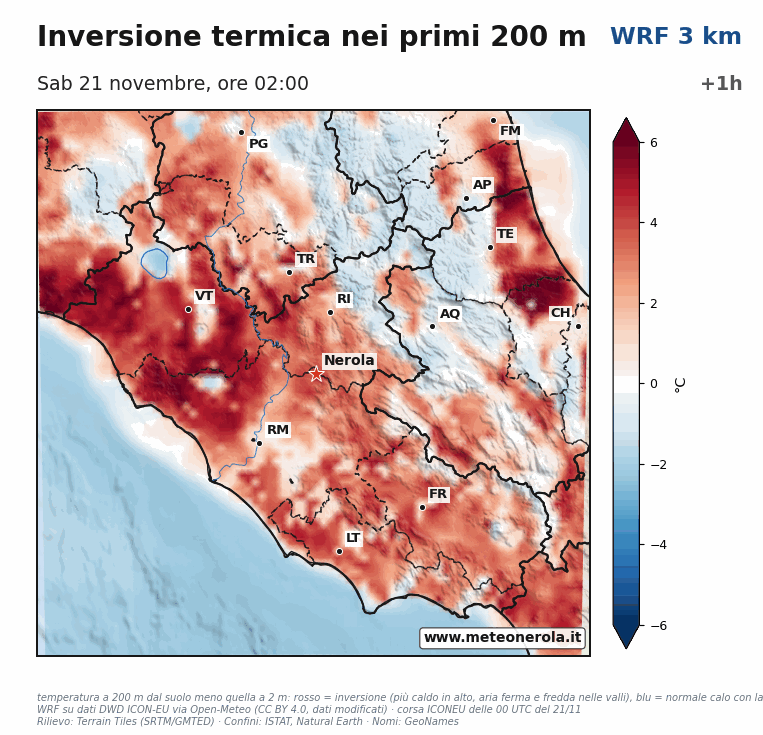 Inversione termica nei primi 200 m WRF 3 km
Sab 21 novembre, ore 02:00 +1h
FM
PG
AP
TE
TR
VT
RI
AQ
CH
Nerola
RM
FR
LT
www.meteonerola.it
6
4
2
0
−2
−4
−6
°C
temperatura a 200 m dal suolo meno quella a 2 m: rosso = inversione (più caldo in alto, aria ferma e fredda nelle valli), blu = normale calo con la
WRF su dati DWD ICON-EU via Open-Meteo (CC BY 4.0, dati modificati) · corsa ICONEU delle 00 UTC del 21/11
Rilievo: Terrain Tiles (SRTM/GMTED) · Confini: ISTAT, Natural Earth · Nomi: GeoNames